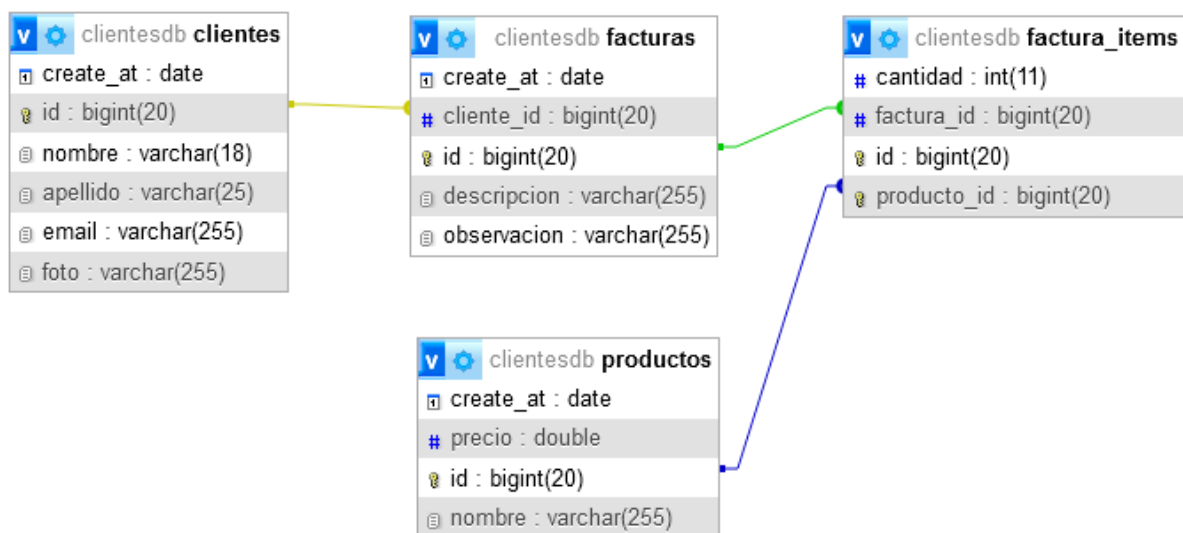 v clientesdb clientes
create_at : date
id : bigint(20)
nombre : varchar(18)
apellido : varchar(25)
email : varchar(255)
foto : varchar(255)
v clientesdb facturas
create_at : date
# cliente_id : bigint(20)
id : bigint(20)
descripcion : varchar(255)
observacion : varchar(255)
v clientesdb factura_items
# cantidad : int(11)
# factura_id : bigint(20)
id : bigint(20)
producto_id : bigint(20)
v clientesdb productos
create_at : date
# precio : double
id : bigint(20)
nombre : varchar(255)